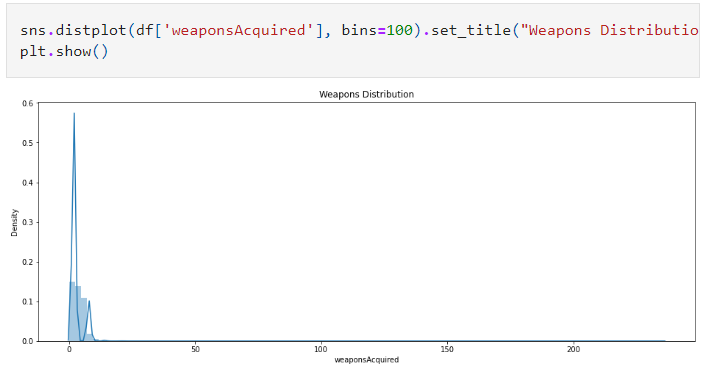 sns.distplot(df['weaponsAcquired'], bins=100).set_title("Weapons Distributio
plt.show()
Weapons Distribution
0.6
0.5
0.4
0.3
0.2
0.1
0.0
Density
0 50 100 150 200
weaponsAcquired